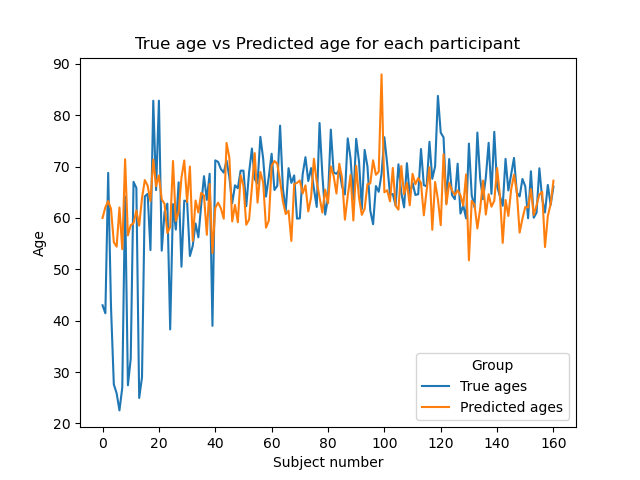 True age vs Predicted age for each participant
90
80
70
60
50
40
30
20
Age
0 20 40 60 80 100 120 140 160
Subject number
Group
True ages
Predicted ages